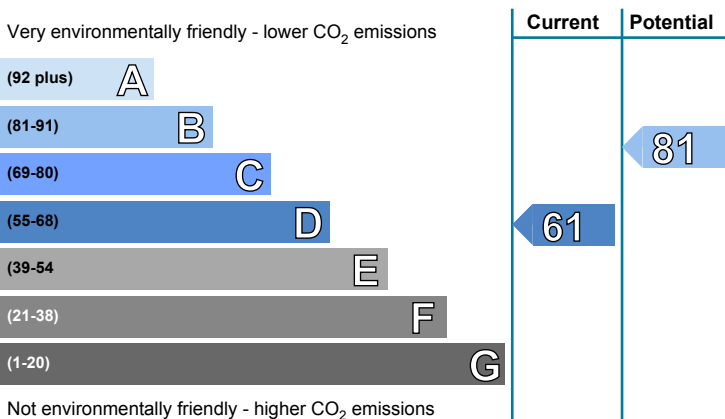 Very environmentally friendly - lower CO₂ emissions
Current
Potential
(92 plus) A
(81-91) B
(69-80) C
(55-68) D
(39-54 E
(21-38) F
(1-20) G
81
61
Not environmentally friendly - higher CO₂ emissions